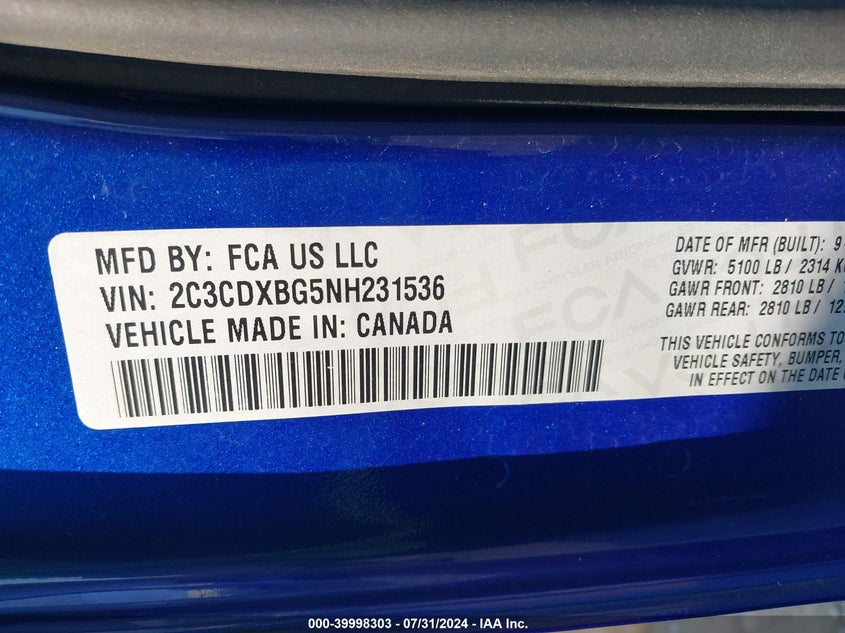 MFD BY: FCA US LLC
VIN: 2C3CDXBG5NH231536
VEHICLE MADE IN: CANADA
DATE OF MFR (BUILT): 9-
GVWR: 5100 LB / 2314 K
GAWR FRONT: 2810 LB /
GAWR REAR: 2810 LB / 12
THIS VEHICLE CONFORMS TO
VEHICLE SAFETY, BUMPER,
IN EFFECT ON THE DATE
000-39998303 - 07/31/2024 - IAA Inc.